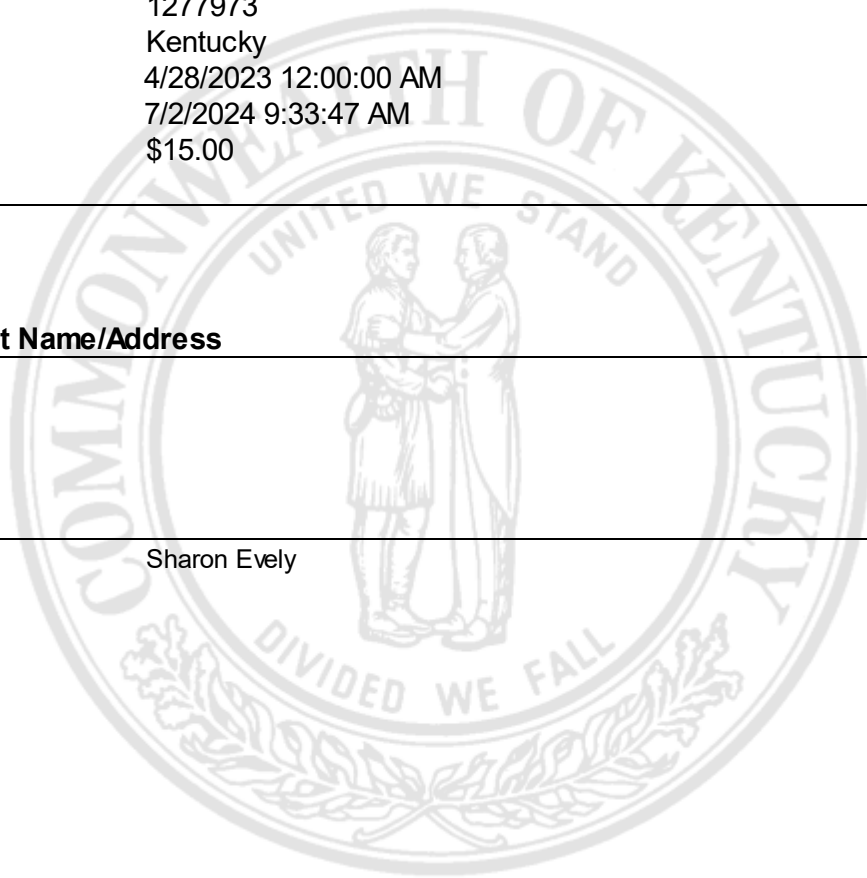 1277973
Kentucky
4/28/2023 12:00:00 AM
7/2/2024 9:33:47 AM
$15.00
COMMONWEALTH OF KENTUCKY
UNITED WE STAND
t Name/Address
Sharon Evely
DIVIDED WE FALL